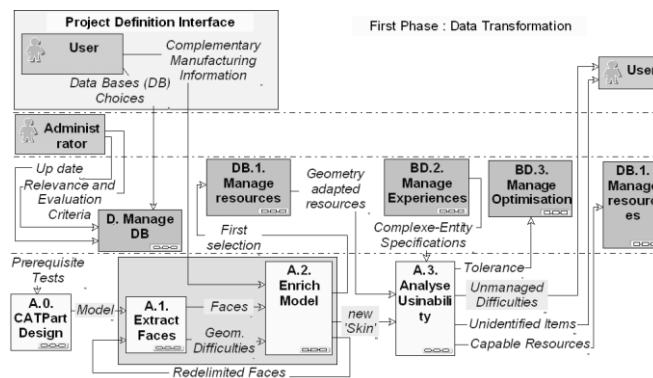 Project Definition Interface
First Phase : Data Transformation
User
Complementary
Manufacturing
Information
Data Bases (DB)
Choices
User
Administ
rator
Up date
Relevance and
Evaluation
Criteria
D. Manage
DB
DB.1.
Manage
resources
Geometry
adapted
resources
BD.2.
Manage
Experiences
BD.3.
Manage
Optimisation
DB.1.
Manage
resourc
es
First
selection
Complexe-Entity
Specifications
Prerequisite
Tests
A.0.
CATPart
Design
Model
A.1.
Extract
Faces
Faces
Geom.
Difficulties
A.2.
Enrich
Model
new
'Skin'
A.3.
Analyse
Usinabili
ty
Tolerance
Unmanaged
Difficulties
Unidentified Items
Capable Resources
Redelimited Faces